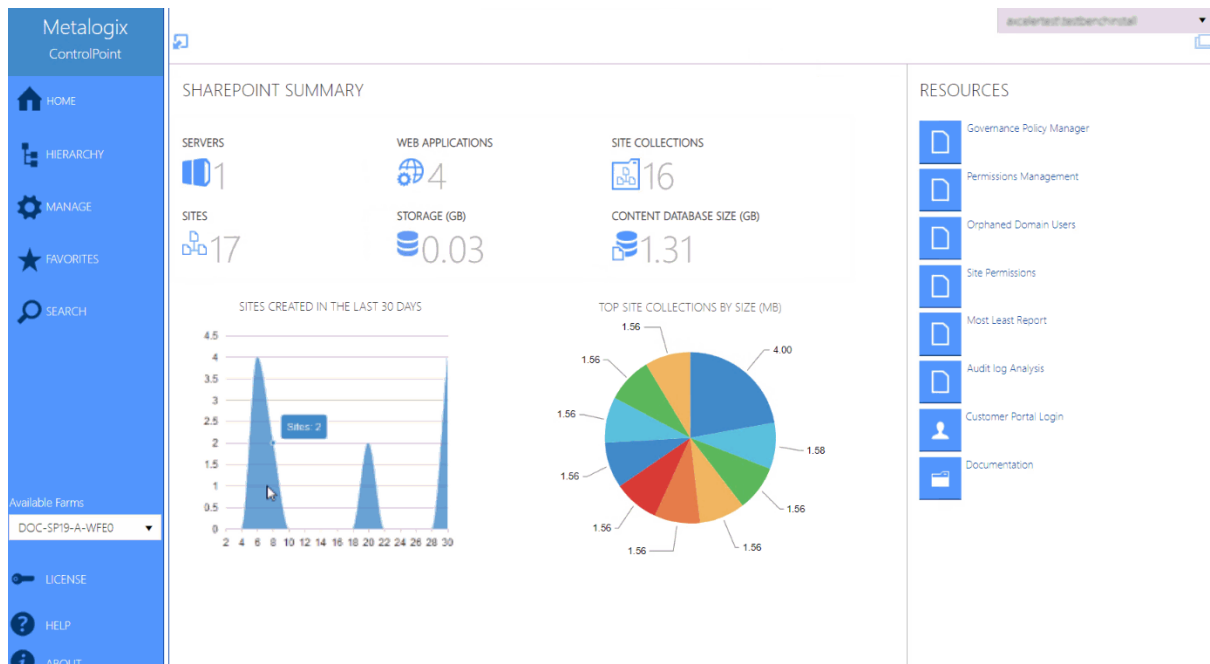 Metalogix
ControlPoint
HOME
HIERARCHY
MANAGE
FAVORITES
SEARCH
Available Farms
DOC-SP19-A-WFE0
LICENSE
HELP
ABOUT
SHAREPOINT SUMMARY
SERVERS
1
WEB APPLICATIONS
4
SITE COLLECTIONS
16
SITES
17
STORAGE (GB)
0.03
CONTENT DATABASE SIZE (GB)
1.31
SITES CREATED IN THE LAST 30 DAYS
4.5
4
3.5
3
2.5
2
1.5
1
0.5
0
Sites: 2
2 4 6 8 10 12 14 16 18 20 22 24 26 28 30
TOP SITE COLLECTIONS BY SIZE (MB)
4.00
1.58
1.56
1.56
1.56
1.56
1.56
1.56
1.56
1.56
RESOURCES
Governance Policy Manager
Permissions Management
Orphaned Domain Users
Site Permissions
Most Least Report
Audit log Analysis
Customer Portal Login
Documentation